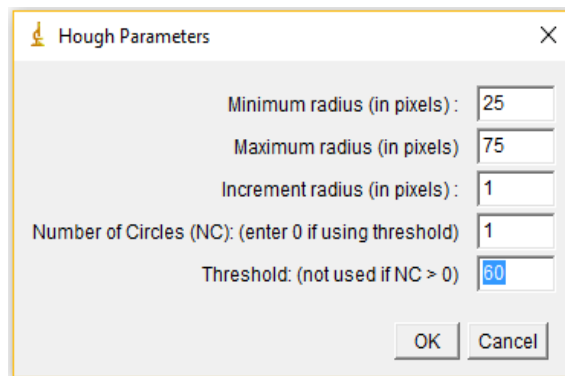 Hough Parameters
Minimum radius (in pixels) : 25
Maximum radius (in pixels) 75
Increment radius (in pixels) : 1
Number of Circles (NC): (enter 0 if using threshold) 1
Threshold: (not used if NC > 0) 60
OK Cancel